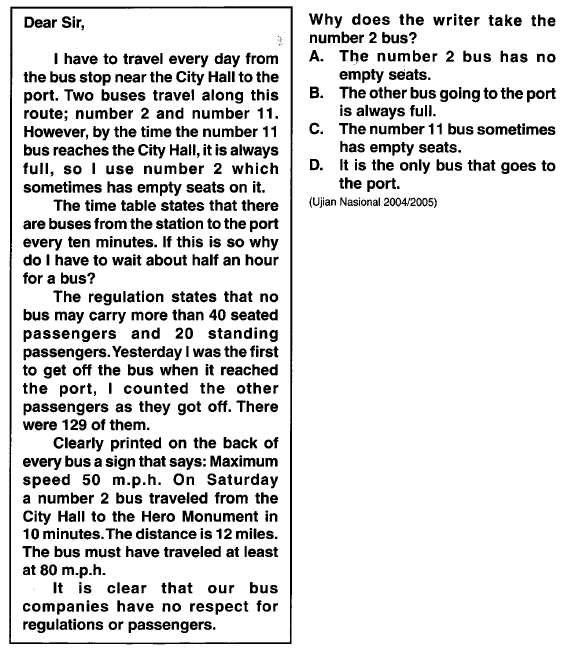 Dear Sir,
I have to travel every day from
the bus stop near the City Hall to the
port. Two buses travel along this
route; number 2 and number 11.
However, by the time the number 11
bus reaches the City Hall, it is always
full, so I use number 2 which
sometimes has empty seats on it.
The time table states that there
are buses from the station to the port
every ten minutes. If this is so why
do I have to wait about half an hour
for a bus?
The regulation states that no
bus may carry more than 40 seated
passengers and 20 standing
passengers. Yesterday I was the first
to get off the bus when it reached
the port, I counted the other
passengers as they got off. There
were 129 of them.
Clearly printed on the back of
every bus a sign that says: Maximum
speed 50 m.p.h. On Saturday
a number 2 bus traveled from the
City Hall to the Hero Monument in
10 minutes. The distance is 12 miles.
The bus must have traveled at least
at 80 m.p.h.
It is clear that our bus
companies have no respect for
regulations or passengers.
Why does the writer take the
number 2 bus?
A. The number 2 bus has no
empty seats.
B. The other bus going to the port
is always full.
C. The number 11 bus sometimes
has empty seats.
D. It is the only bus that goes to
the port.
(Ujian Nasional 2004/2005)